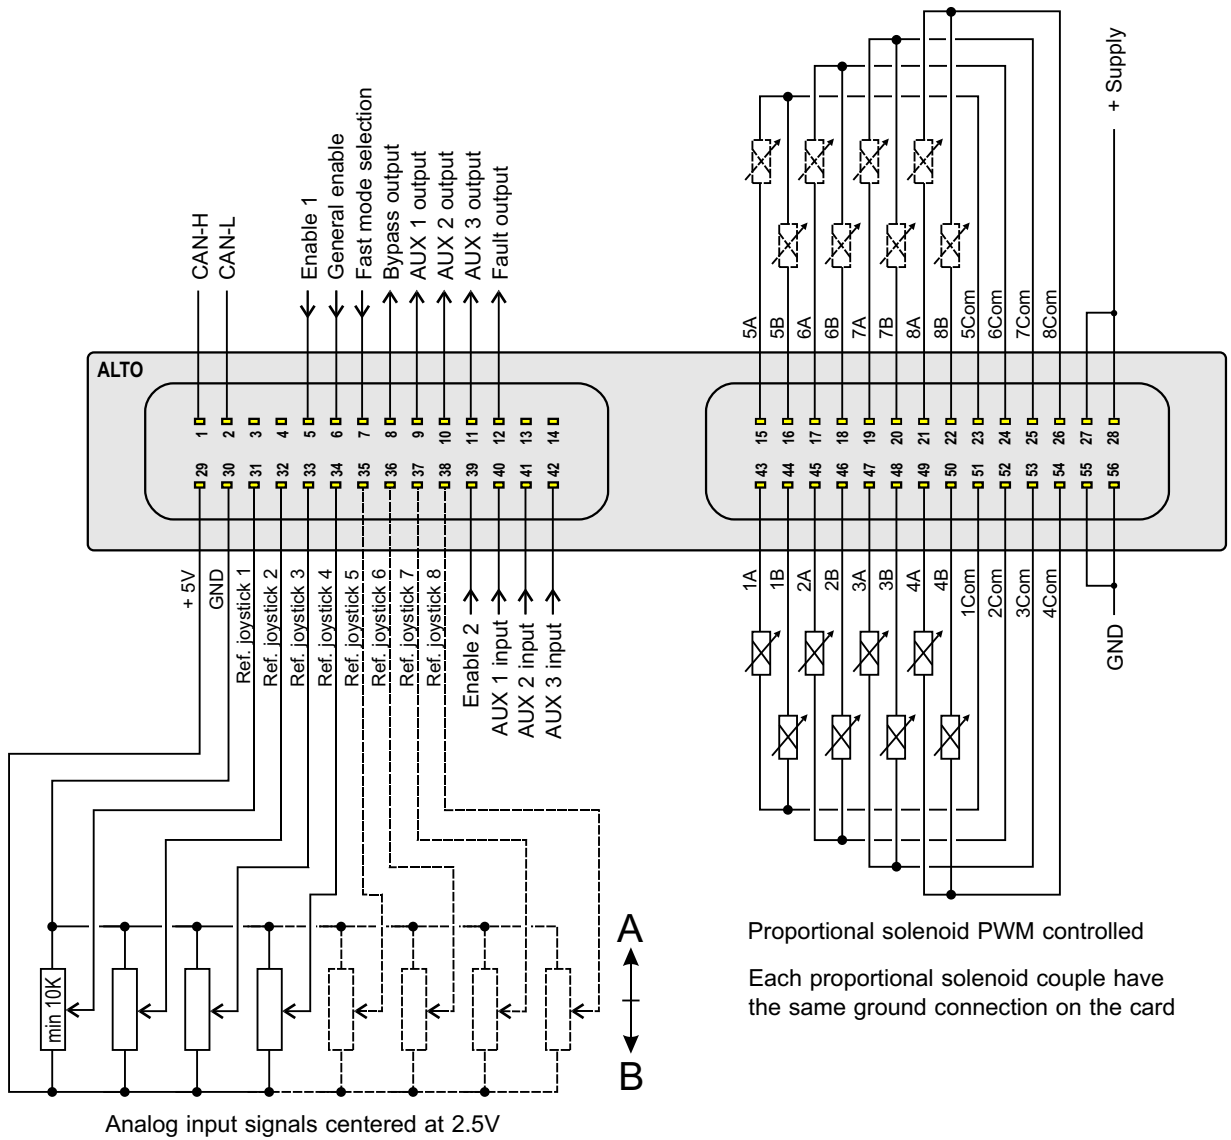 CAN-H
CAN-L
Enable 1
General enable
Fast mode selection
Bypass output
AUX 1 output
AUX 2 output
AUX 3 output
Fault output
5A
5B
6A
6B
7A
7B
8A
8B
5Com
6Com
7Com
8Com
+ Supply
ALTO
1 2 3 4 5 6 7 8 9 10 11 12 13 14
29 30 31 32 33 34 35 36 37 38 39 40 41 42
15 16 17 18 19 20 21 22 23 24 25 26 27 28
43 44 45 46 47 48 49 50 51 52 53 54 55 56
+ 5V
GND
Ref. joystick 1
Ref. joystick 2
Ref. joystick 3
Ref. joystick 4
Ref. joystick 5
Ref. joystick 6
Ref. joystick 7
Ref. joystick 8
Enable 2
AUX 1 input
AUX 2 input
AUX 3 input
1A
1B
2A
2B
3A
3B
4A
4B
1Com
2Com
3Com
4Com
GND
min 10K
A
B
Analog input signals centered at 2.5V
Proportional solenoid PWM controlled
Each proportional solenoid couple have
the same ground connection on the card